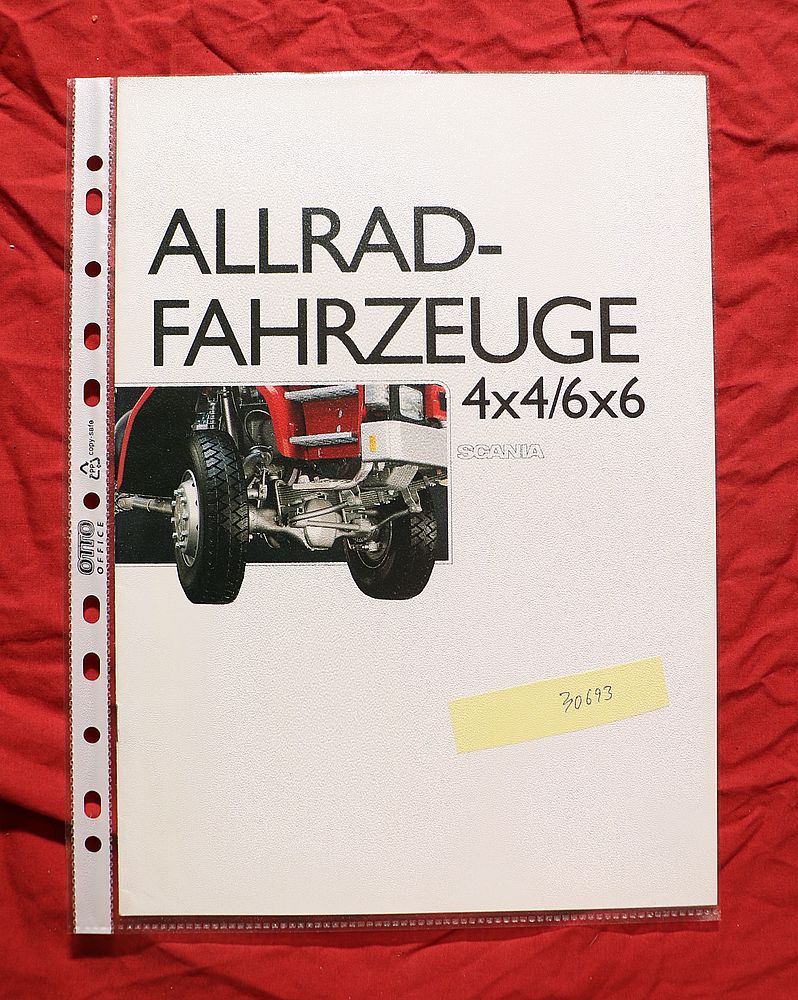 ALLRAD-
FAHRZEUGE
4x4/6x6
SCANIA
30693
copy-safe
PP
OTTO
OFFICE